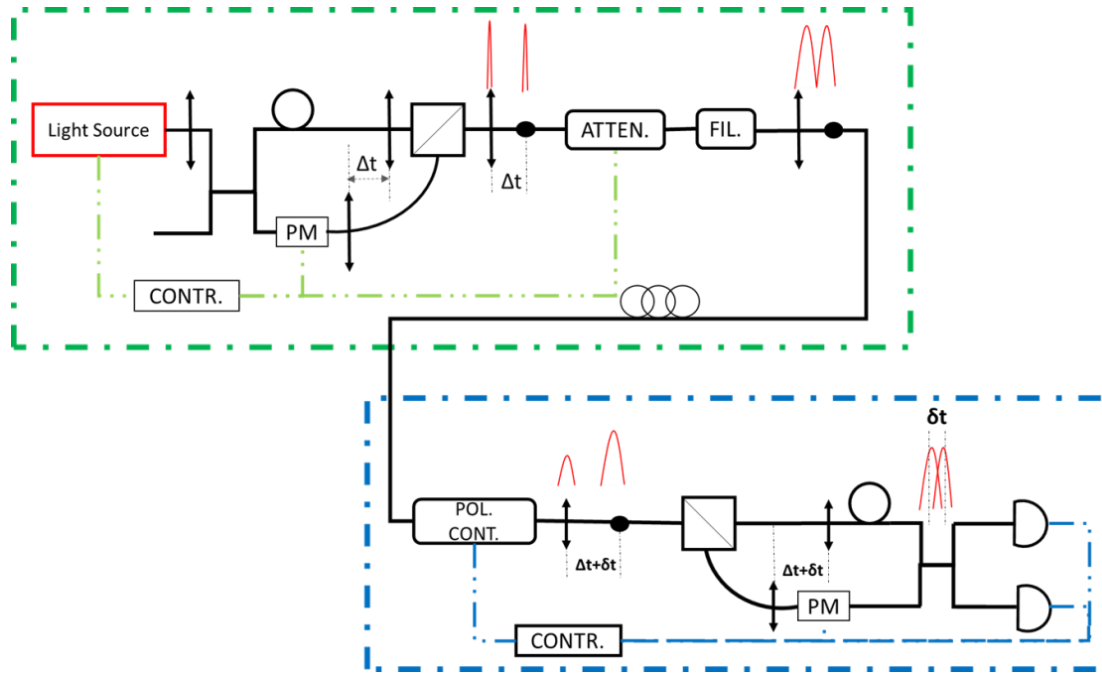 Light Source
Δt
Δt
ATTEN.
FIL.
PM
CONTR.
δt
POL.
CONT.
Δt+δt
Δt+δt
PM
CONTR.